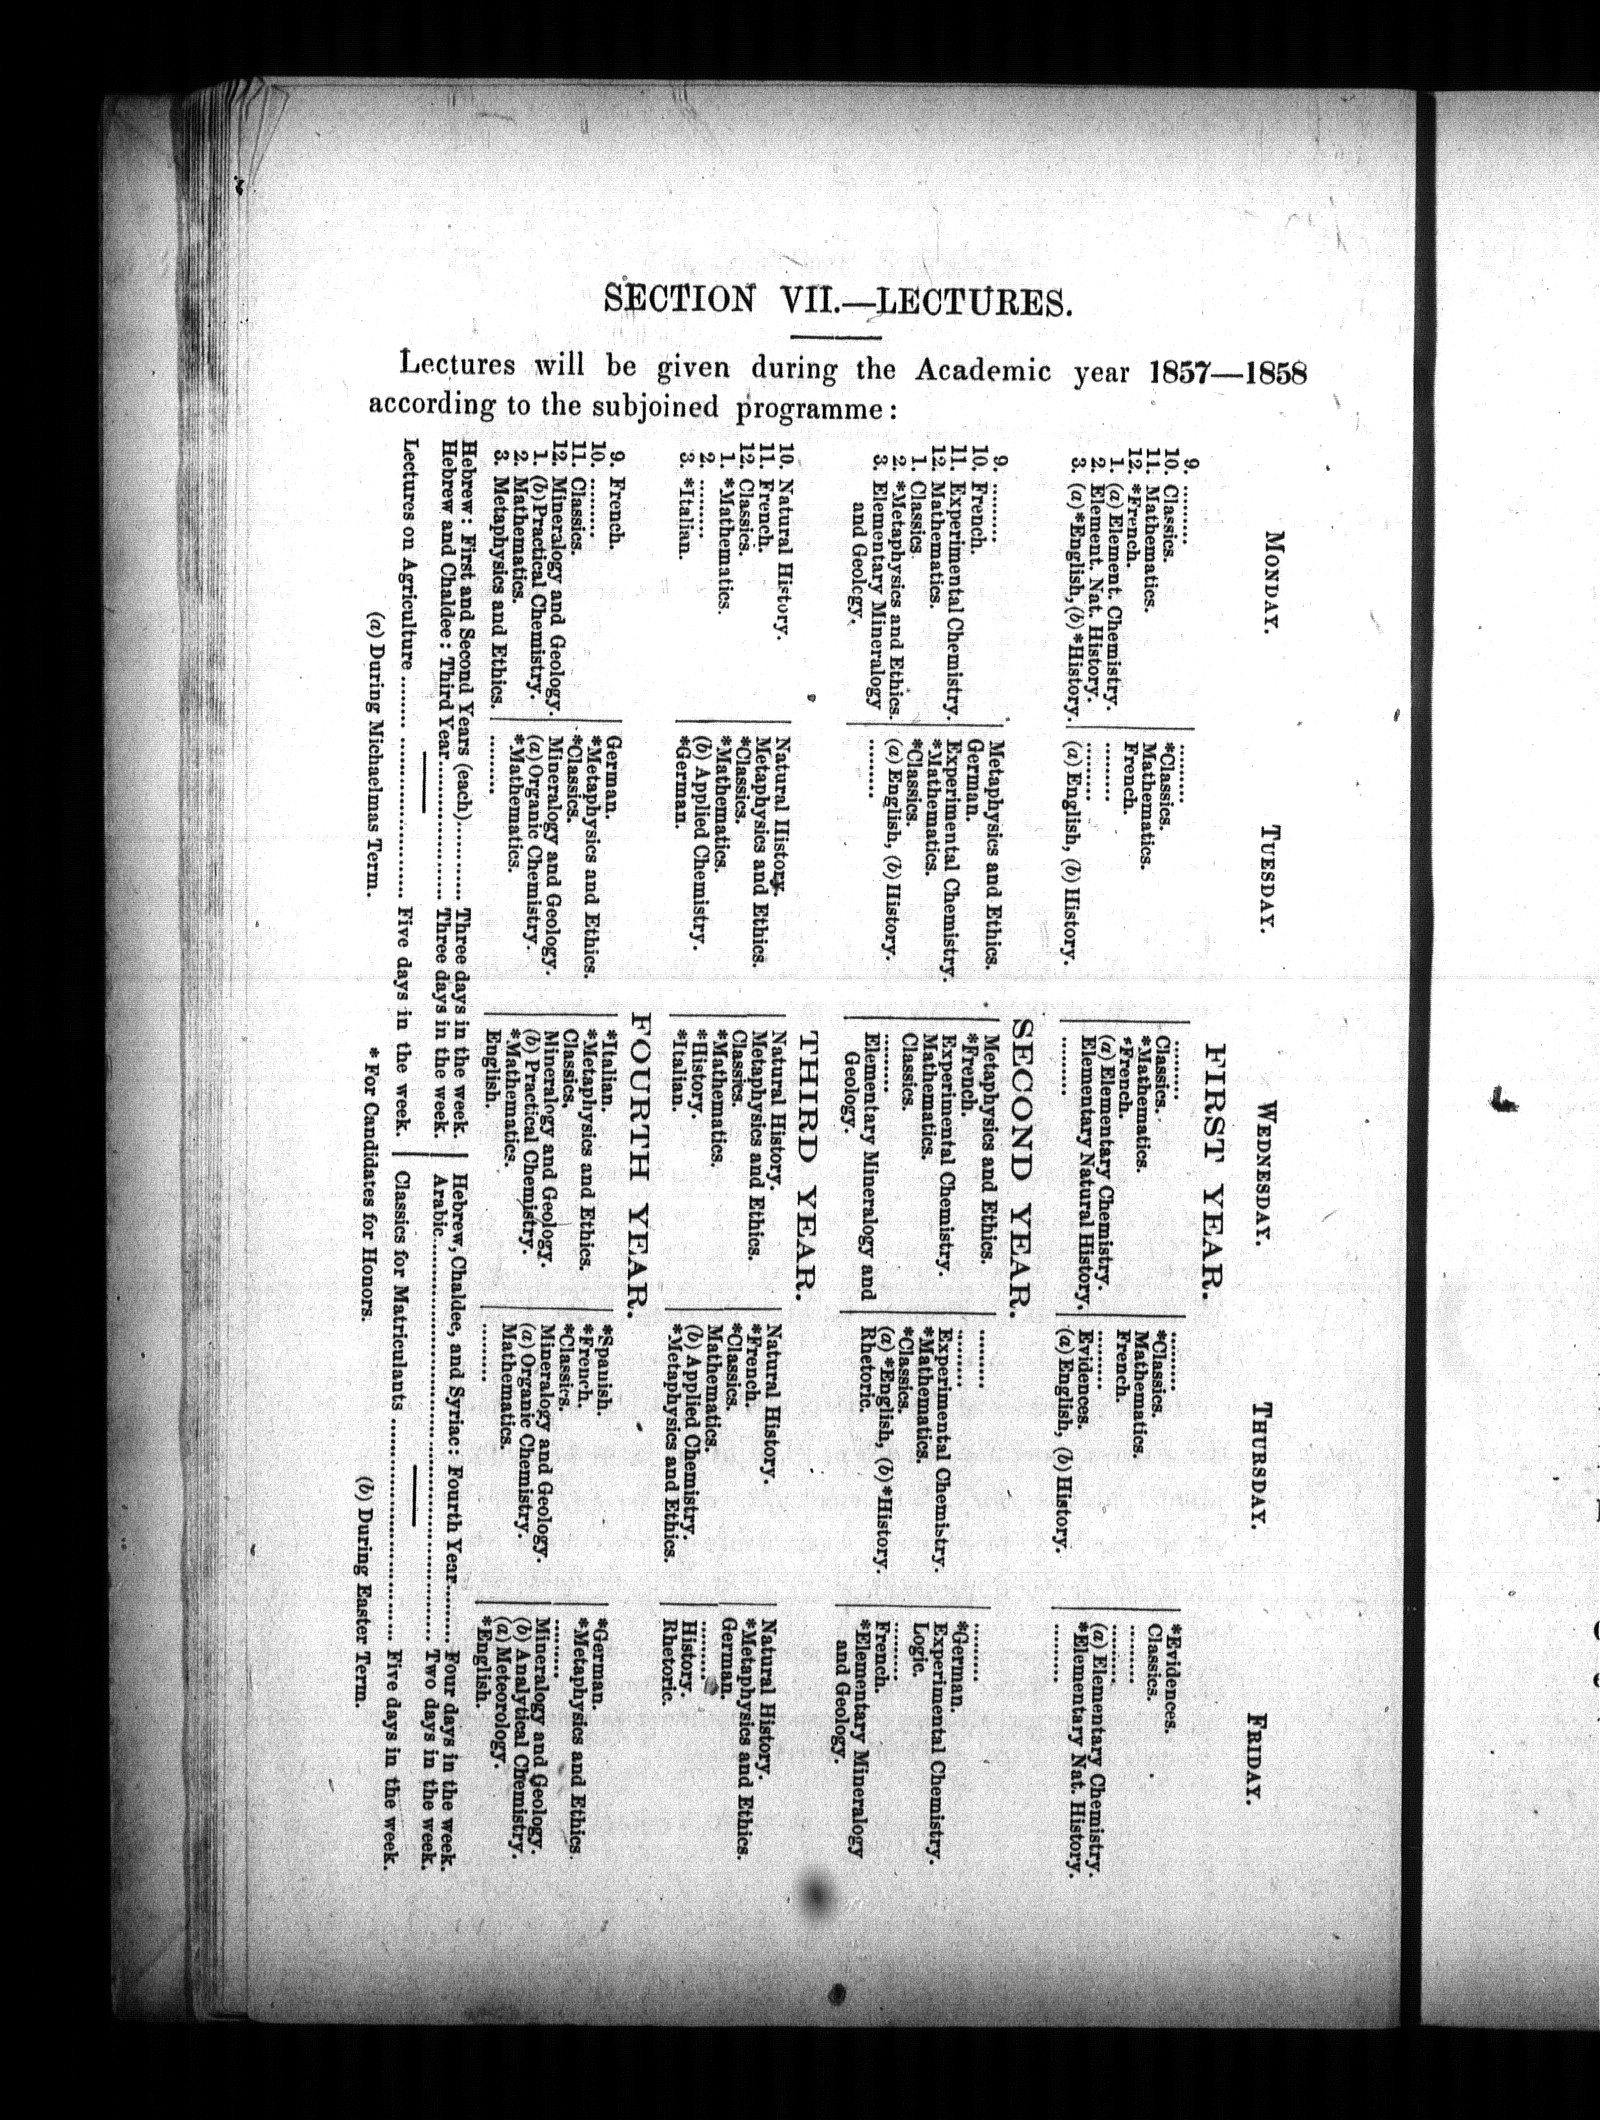 SECTION VII.—LECTURES.
Lectures will be given during the Academic year 1857—1858
according to the subjoined programme:
MONDAY. TUESDAY. WEDNESDAY. THURSDAY. FRIDAY.
FIRST YEAR.
9. ......... ......... ......... ......... *Evidences.
10. Classics. *Classics. Classics. *Classics. Classics.
11. Mathematics. Mathematics. *Mathematics. Mathematics. .........
12. *French. French. *French. French. .........
1. (a) Element. Chemistry. ......... (a) Elementary Chemistry. ......... (a) Elementary Chemistry.
2. Element. Nat. History. ......... Elementary Natural History. Evidences. *Elementary Nat. History.
3. (a)*English, (b)*History. (a) English, (b) History. ......... (a) English, (b) History. .........
SECOND YEAR.
9. ......... Metaphysics and Ethics. Metaphysics and Ethics. ......... .........
10. French. German. *French. ......... *German.
11. Experimental Chemistry. Experimental Chemistry. Experimental Chemistry. Experimental Chemistry. Experimental Chemistry.
12. Mathematics. *Mathematics. Mathematics. *Mathematics. Logic.
1. Classics. *Classics. Classics. *Classics. .........
2. *Metaphysics and Ethics. (a) English, (b) History. ......... (a) *English, (b) *History. French.
3. Elementary Mineralogy ......... Elementary Mineralogy and Rhetoric. *Elementary Mineralogy
and Geology. Geology. and Geology.
THIRD YEAR.
10. Natural History. Natural History. Natural History. Natural History. Natural History.
11. French. Metaphysics and Ethics. Metaphysics and Ethics. *French. *Metaphysics and Ethics.
12. Classics. *Classics. Classics. *Classics. German.
1. *Mathematics. *Mathematics. *Mathematics. Mathematics. .........
2. ......... (b) Applied Chemistry. *History. (b) Applied Chemistry. History.
3. *Italian. *German. *Italian. *Metaphysics and Ethics. Rhetoric.
FOURTH YEAR.
9. French. German. *Italian. *Spanish. *German.
10. ......... *Metaphysics and Ethics. *Metaphysics and Ethics. *French. *Metaphysics and Ethics.
11. Classics. *Classics. Classics. *Classics. .........
12. Mineralogy and Geology. Mineralogy and Geology. Mineralogy and Geology. Mineralogy and Geology. Mineralogy and Geology.
1. (b) Practical Chemistry. (a) Organic Chemistry. (b) Practical Chemistry. (a) Organic Chemistry. (b) Analytical Chemistry.
2. Mathematics. *Mathematics. *Mathematics. Mathematics. (a) Meteorology.
3. Metaphysics and Ethics. ......... English. ......... *English.
Hebrew: First and Second Years (each)............ Three days in the week. Hebrew, Chaldee, and Syriac: Fourth Year......... Four days in the week.
Hebrew and Chaldee: Third Year..................... Three days in the week. Arabic............................................................ Two days in the week.
Lectures on Agriculture ......... ........................ Five days in the week. Classics for Matriculants ................................. Five days in the week.
(a) During Michaelmas Term. * For Candidates for Honors. (b) During Easter Term.